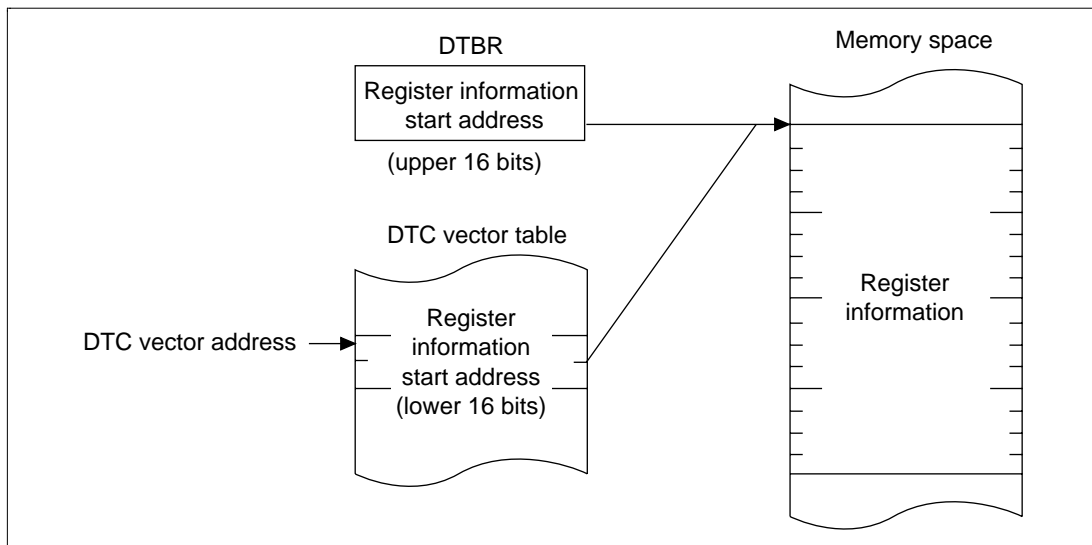 DTBR
Register information
start address
(upper 16 bits)
DTC vector table
DTC vector address
Register
information
start address
(lower 16 bits)
Memory space
Register
information